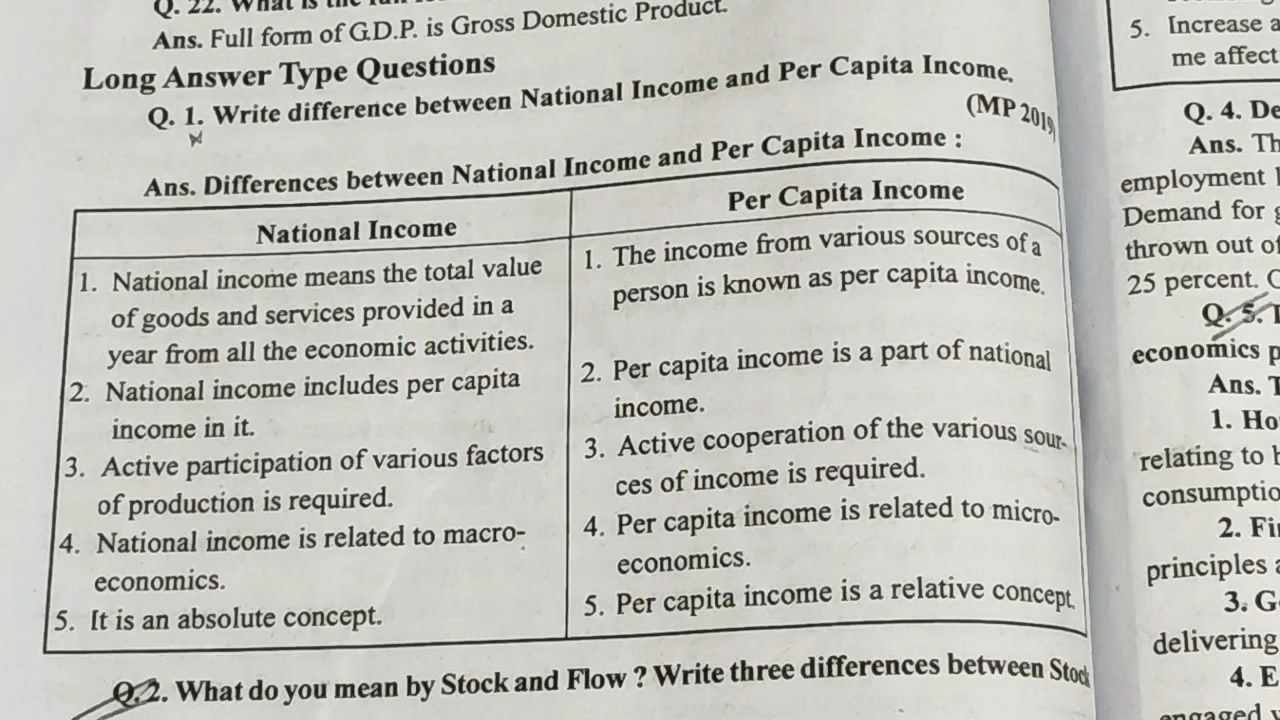 Q. 22. What is the
Ans. Full form of G.D.P. is Gross Domestic Product.
Long Answer Type Questions
Q. 1. Write difference between National Income and Per Capita Income.
(MP 2019)
Ans. Differences between National Income and Per Capita Income :
National Income
1. National income means the total value
of goods and services provided in a
year from all the economic activities.
2. National income includes per capita
income in it.
3. Active participation of various factors
of production is required.
4. National income is related to macro-
economics.
5. It is an absolute concept.
Per Capita Income
1. The income from various sources of a
person is known as per capita income.
2. Per capita income is a part of national
income.
3. Active cooperation of the various sour-
ces of income is required.
4. Per capita income is related to micro-
economics.
5. Per capita income is a relative concept.
Q. 2. What do you mean by Stock and Flow ? Write three differences between Stock
5. Increase a
me affect
Q. 4. De
Ans. Th
employment
Demand for
thrown out of
25 percent.
Q. 5.
economics p
Ans.
1. Ho
relating to
consumptio
2. Fi
principles
3. G
delivering
4. E
engaged